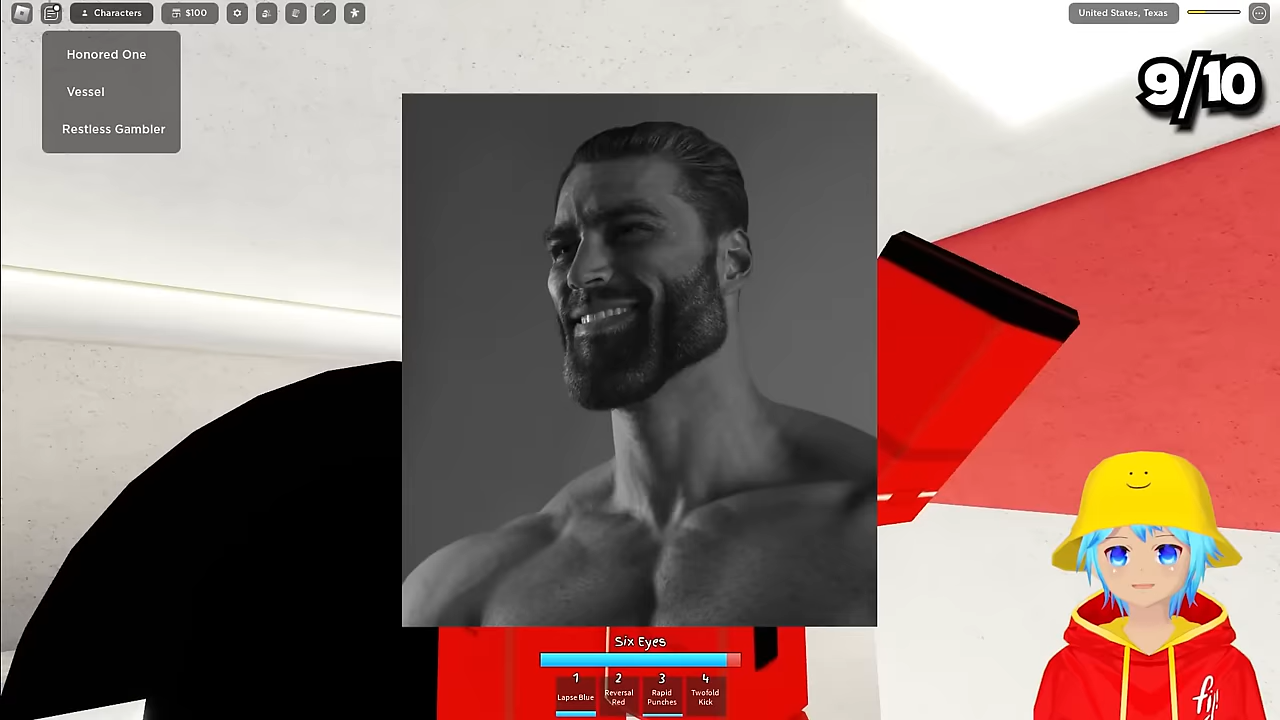 Characters
$100
United States, Texas
Honored One
Vessel
Restless Gambler
9/10
Six Eyes
1
Lapse Blue
2
Reversal
Red
3
Rapid
Punches
4
Twofold
Kick